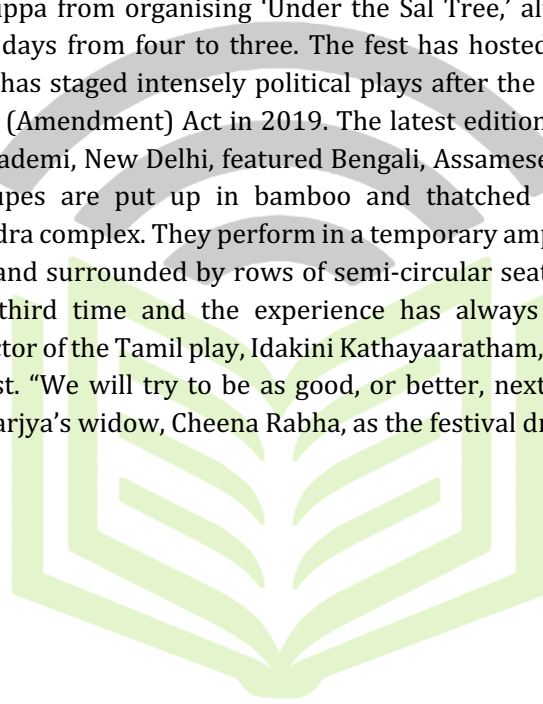 uppa from organising ‘Under the Sal Tree,’ al
days from four to three. The fest has hosted
has staged intensely political plays after the
(Amendment) Act in 2019. The latest edition
ademi, New Delhi, featured Bengali, Assamese
upes are put up in bamboo and thatched
dra complex. They perform in a temporary amp
and surrounded by rows of semi-circular seat
third time and the experience has always
ctor of the Tamil play, Idakini Kathayaaratham,
st. “We will try to be as good, or better, next
arjya’s widow, Cheena Rabha, as the festival dr